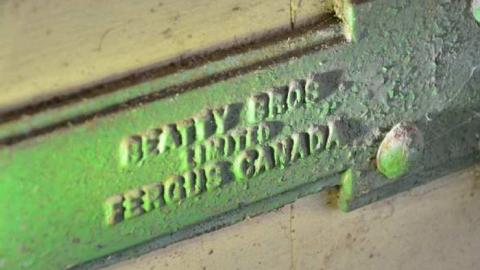 BEATTY BROS
LIMITED
FERGUS CANADA